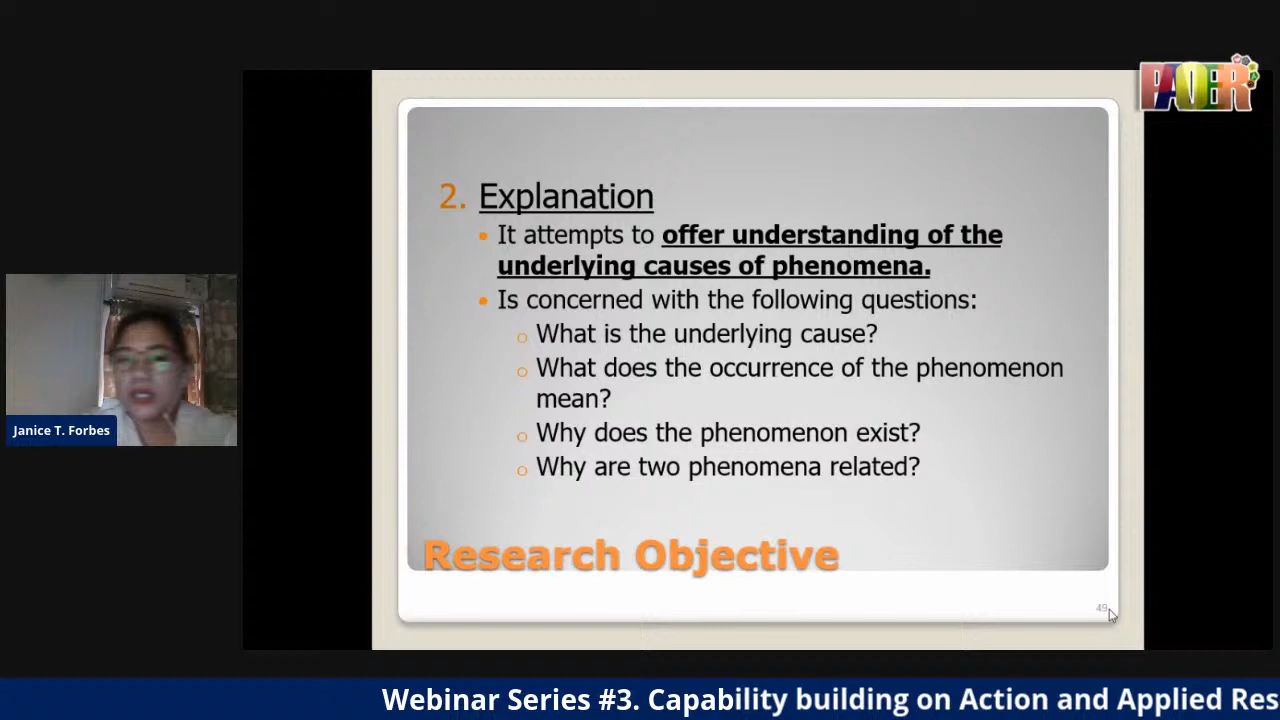 PAOER
2. Explanation
• It attempts to offer understanding of the
underlying causes of phenomena.
• Is concerned with the following questions:
o What is the underlying cause?
o What does the occurrence of the phenomenon
mean?
o Why does the phenomenon exist?
o Why are two phenomena related?
Janice T. Forbes
Research Objective
49
Webinar Series #3. Capability building on Action and Applied Res